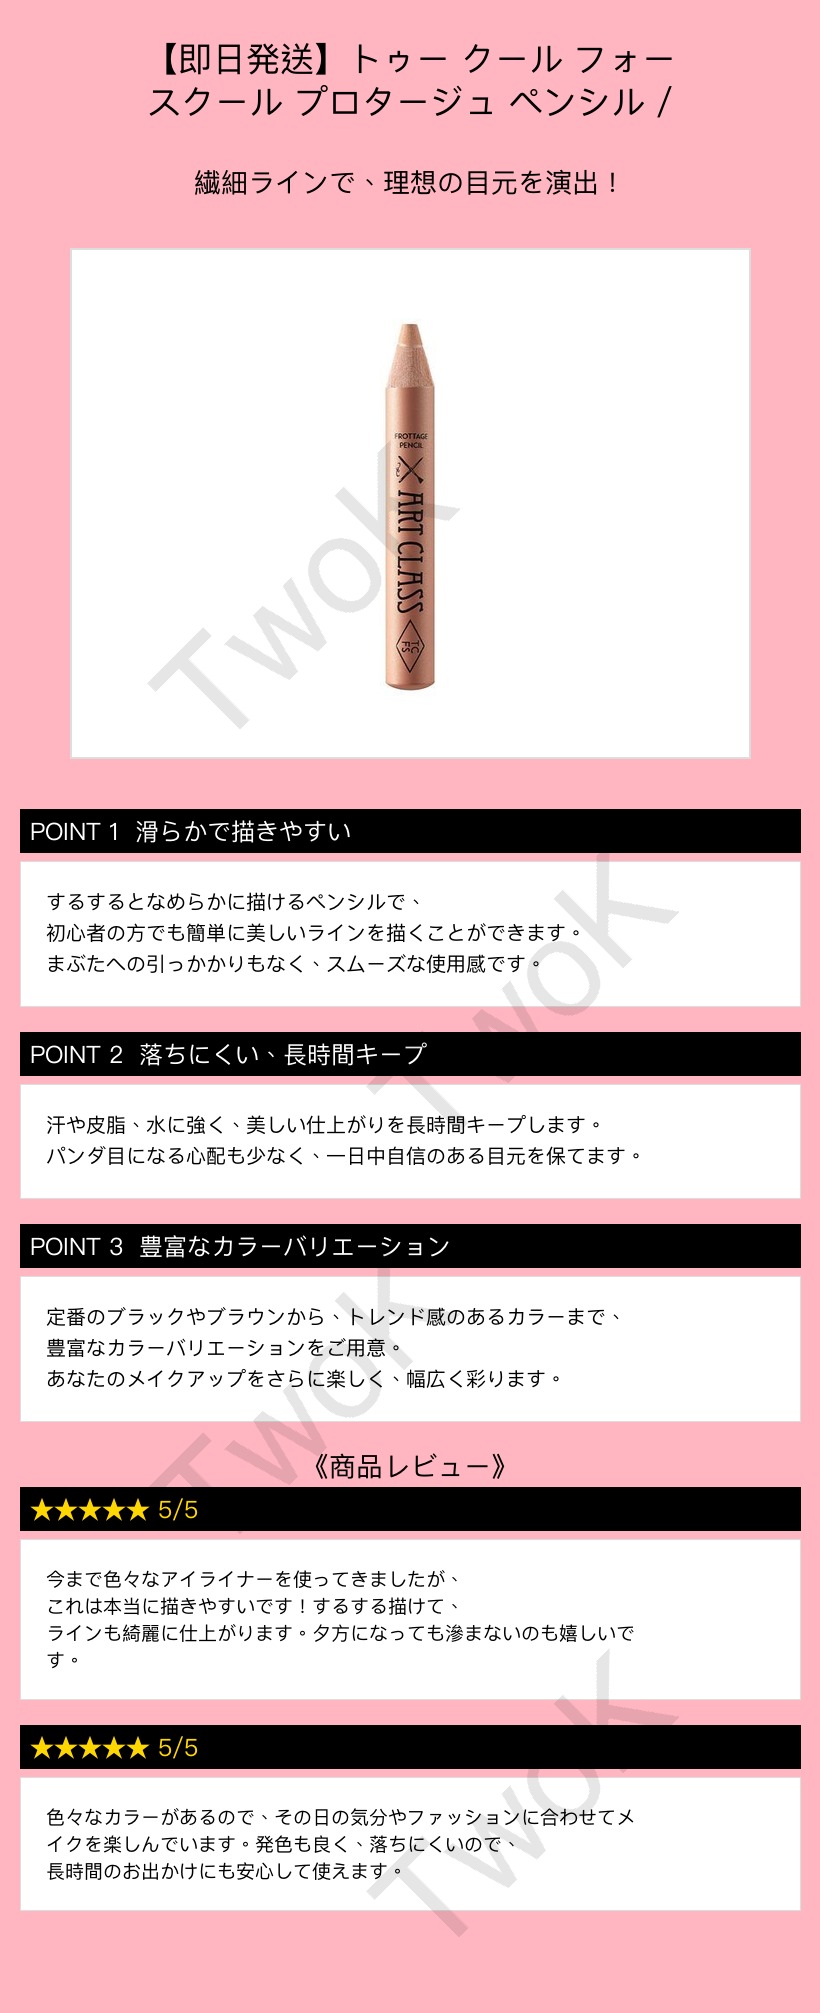 【即日発送】トゥー クール フォー
スクール プロタージュ ペンシル /
繊細ラインで、理想の目元を演出！
FROTTAGE
PENCIL
ART CLASS
TC
FS
TwoK
POINT 1 滑らかで描きやすい
するするとなめらかに描けるペンシルで、
初心者の方でも簡単に美しいラインを描くことができます。
まぶたへの引っかかりもなく、スムーズな使用感です。
TwoK
POINT 2 落ちにくい、長時間キープ
汗や皮脂、水に強く、美しい仕上がりを長時間キープします。
パンダ目になる心配も少なく、一日中自信のある目元を保てます。
POINT 3 豊富なカラーバリエーション
定番のブラックやブラウンから、トレンド感のあるカラーまで、
豊富なカラーバリエーションをご用意。
あなたのメイクアップをさらに楽しく、幅広く彩ります。
TwoK
《商品レビュー》
★★★★★ 5/5
今まで色々なアイライナーを使ってきましたが、
これは本当に描きやすいです！するする描けて、
ラインも綺麗に仕上がります。夕方になっても滲まないのも嬉しいで
す。
★★★★★ 5/5
色々なカラーがあるので、その日の気分やファッションに合わせてメ
イクを楽しんでいます。発色も良く、落ちにくいので、
長時間のお出かけにも安心して使えます。
TwoK